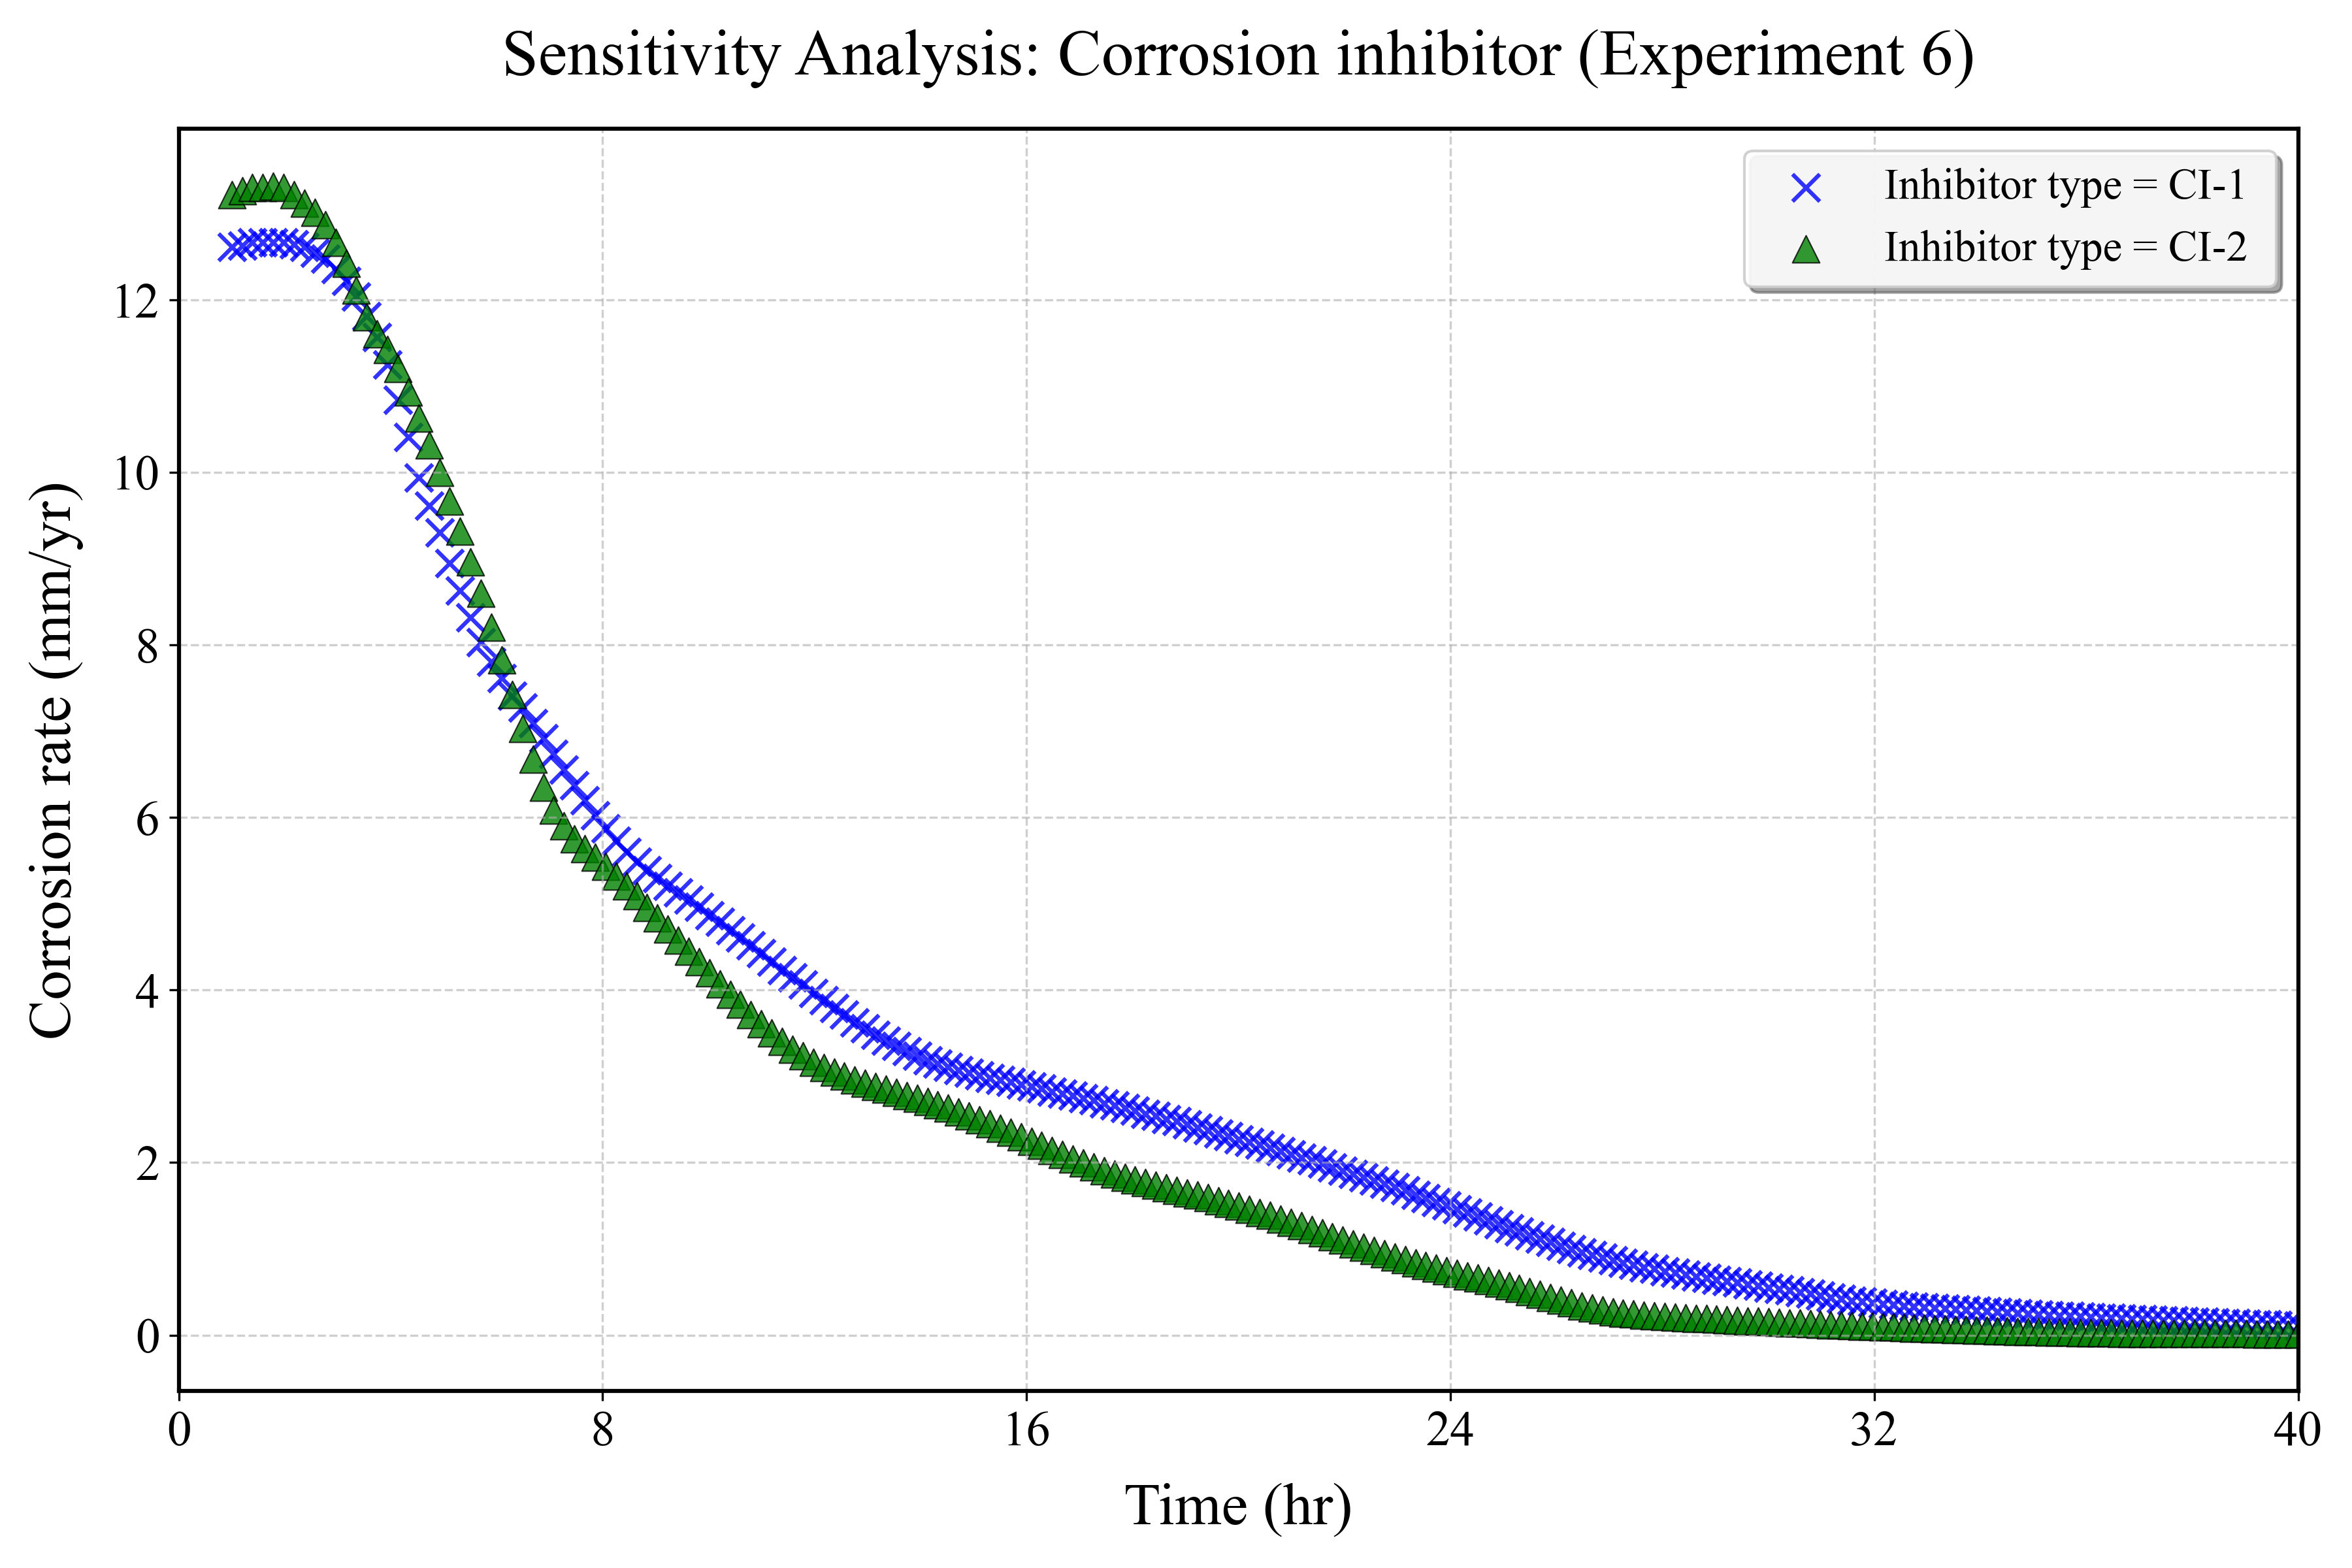 Sensitivity Analysis: Corrosion inhibitor (Experiment 6)
Inhibitor type = CI-1
Inhibitor type = CI-2
Corrosion rate (mm/yr)
12
10
8
6
4
2
0
0 8 16 24 32 40
Time (hr)